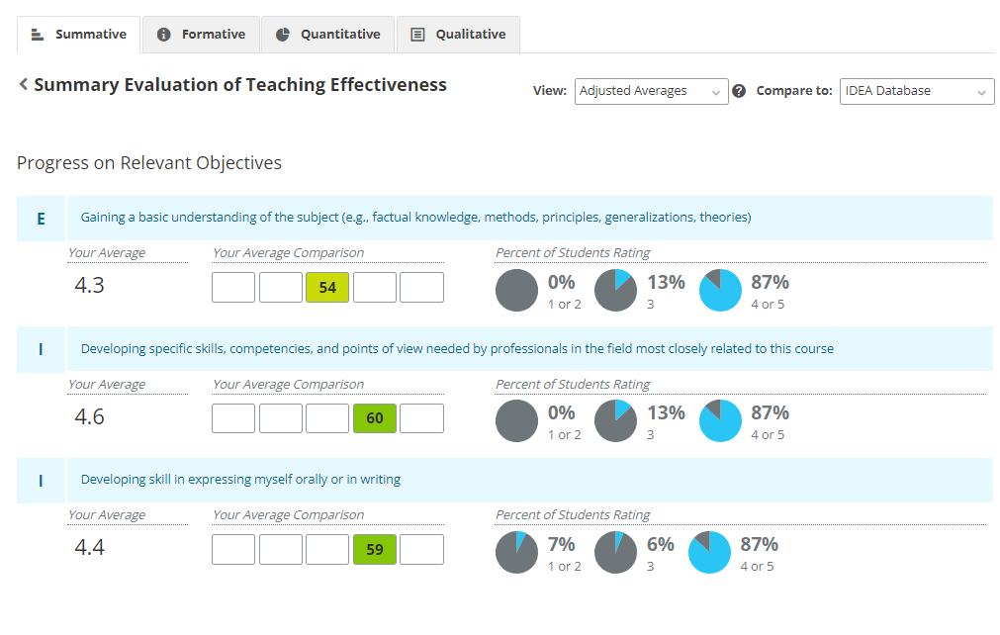 Summative Formative Quantitative Qualitative
Summary Evaluation of Teaching Effectiveness
View: Adjusted Averages ? Compare to: IDEA Database
Progress on Relevant Objectives
E Gaining a basic understanding of the subject (e.g., factual knowledge, methods, principles, generalizations, theories)
Your Average Your Average Comparison Percent of Students Rating
4.3 54 0% 13% 87%
1 or 2 3 4 or 5
I Developing specific skills, competencies, and points of view needed by professionals in the field most closely related to this course
Your Average Your Average Comparison Percent of Students Rating
4.6 60 0% 13% 87%
1 or 2 3 4 or 5
I Developing skill in expressing myself orally or in writing
Your Average Your Average Comparison Percent of Students Rating
4.4 59 7% 6% 87%
1 or 2 3 4 or 5